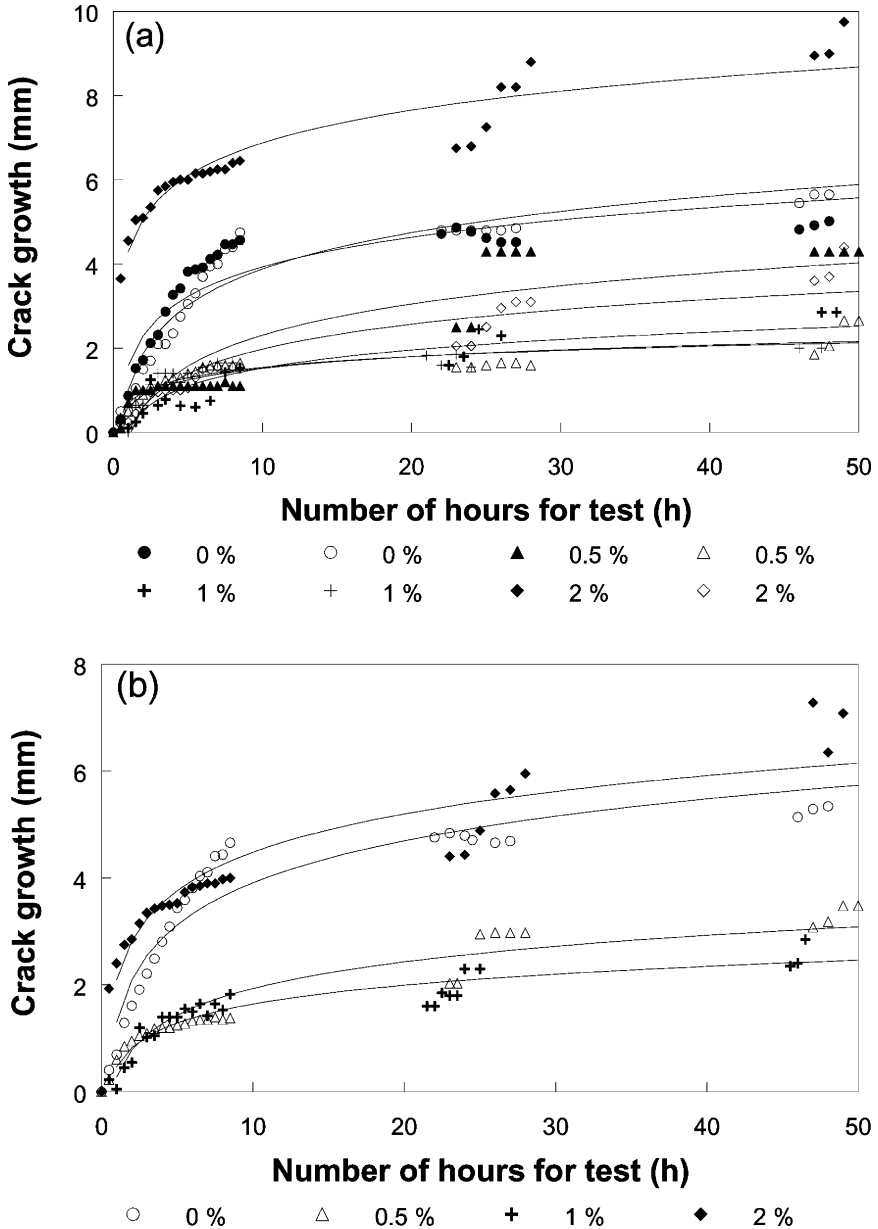 (a)
Crack growth (mm)
10
8
6
4
2
0
0 10 20 30 40 50
Number of hours for test (h)
0 % 0 % 0.5 % 0.5 %
1 % 1 % 2 % 2 %
(b)
Crack growth (mm)
8
6
4
2
0
0 10 20 30 40 50
Number of hours for test (h)
0 % 0.5 % 1 % 2 %